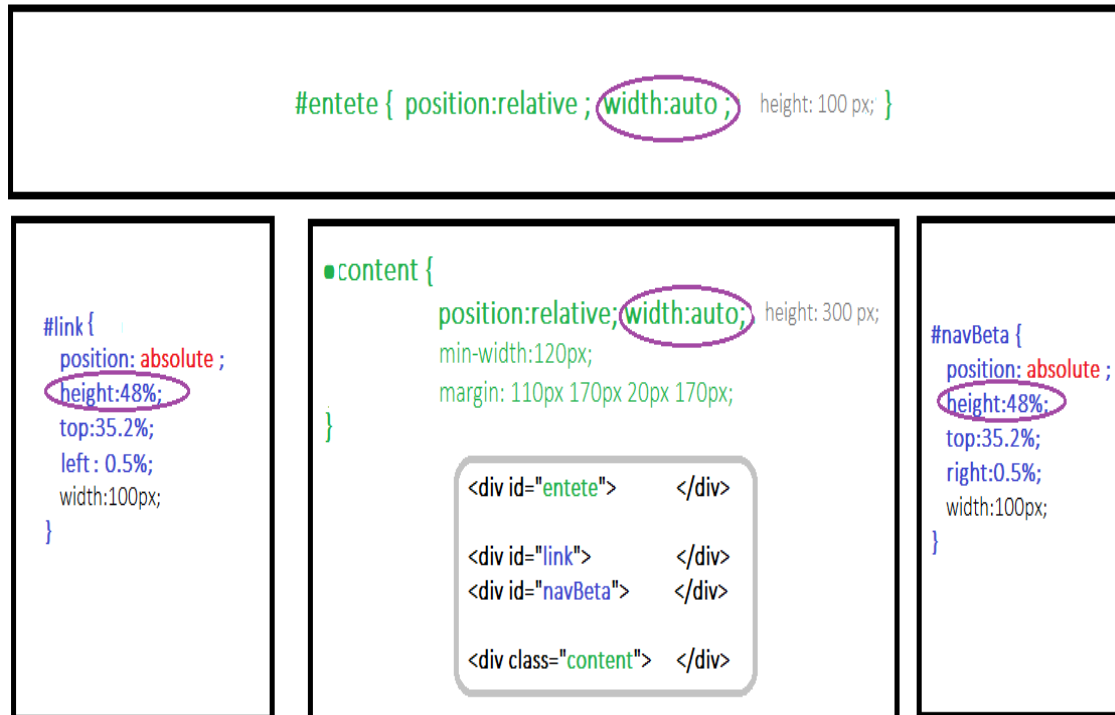 #entete { position:relative ; width:auto ; height: 100 px; }
#link {
position: absolute ;
height:48%;
top:35.2%;
left : 0.5%;
width:100px;
}
•content {
position:relative; width:auto; height: 300 px;
min-width:120px;
margin: 110px 170px 20px 170px;
}
<div id="entete"> </div>
<div id="link"> </div>
<div id="navBeta"> </div>
<div class="content"> </div>
#navBeta {
position: absolute ;
height:48%;
top:35.2%;
right:0.5%;
width:100px;
}